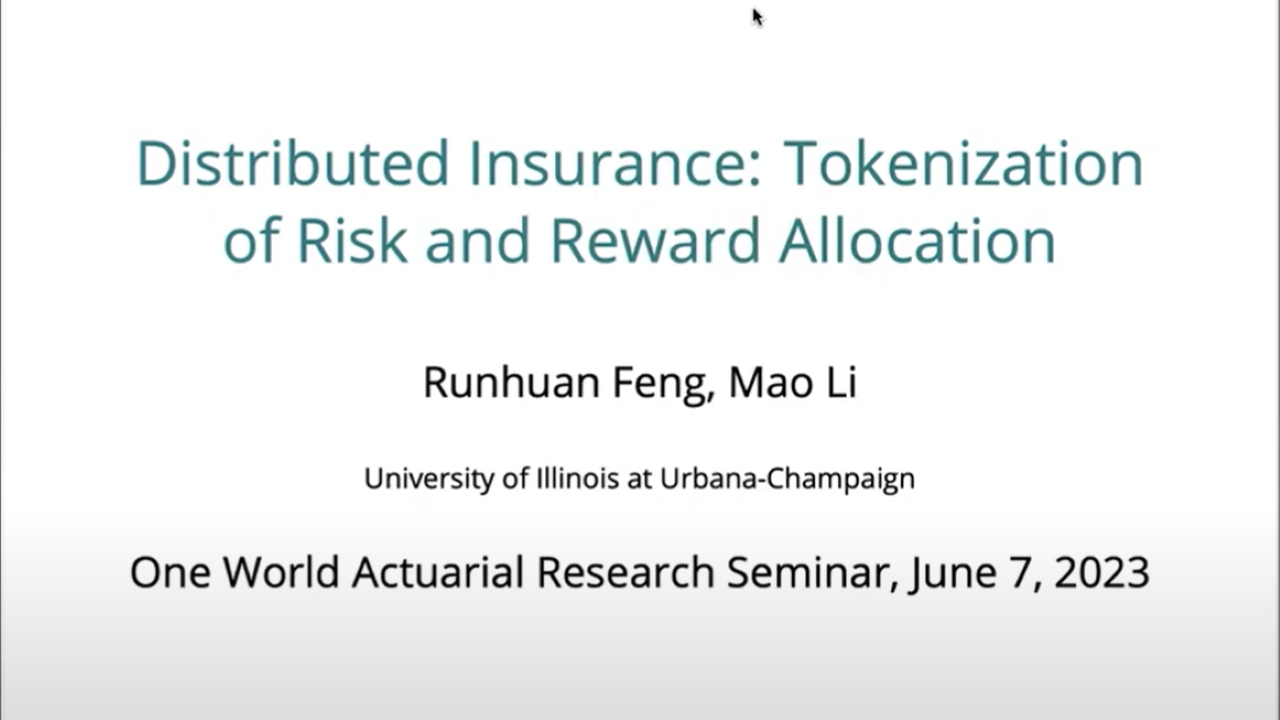 Distributed Insurance: Tokenization
of Risk and Reward Allocation
Runhuan Feng, Mao Li
University of Illinois at Urbana-Champaign
One World Actuarial Research Seminar, June 7, 2023